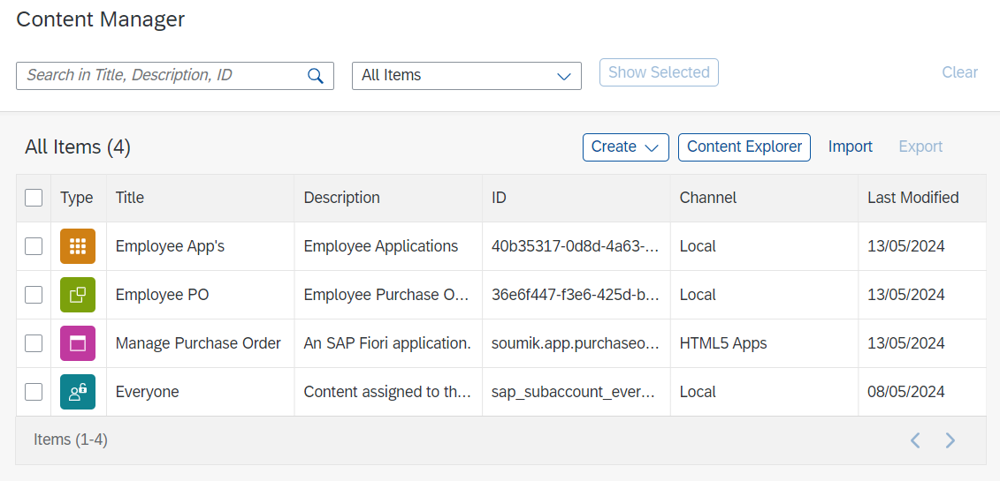 Content Manager
Search in Title, Description, ID All Items Show Selected Clear
All Items (4) Create Content Explorer Import Export
Type Title Description ID Channel Last Modified
Employee App's Employee Applications 40b35317-0d8d-4a63-... Local 13/05/2024
Employee PO Employee Purchase O... 36e6f447-f3e6-425d-b... Local 13/05/2024
Manage Purchase Order An SAP Fiori application. soumik.app.purchaseo... HTML5 Apps 13/05/2024
Everyone Content assigned to th... sap_subaccount_ever... Local 08/05/2024
Items (1-4)